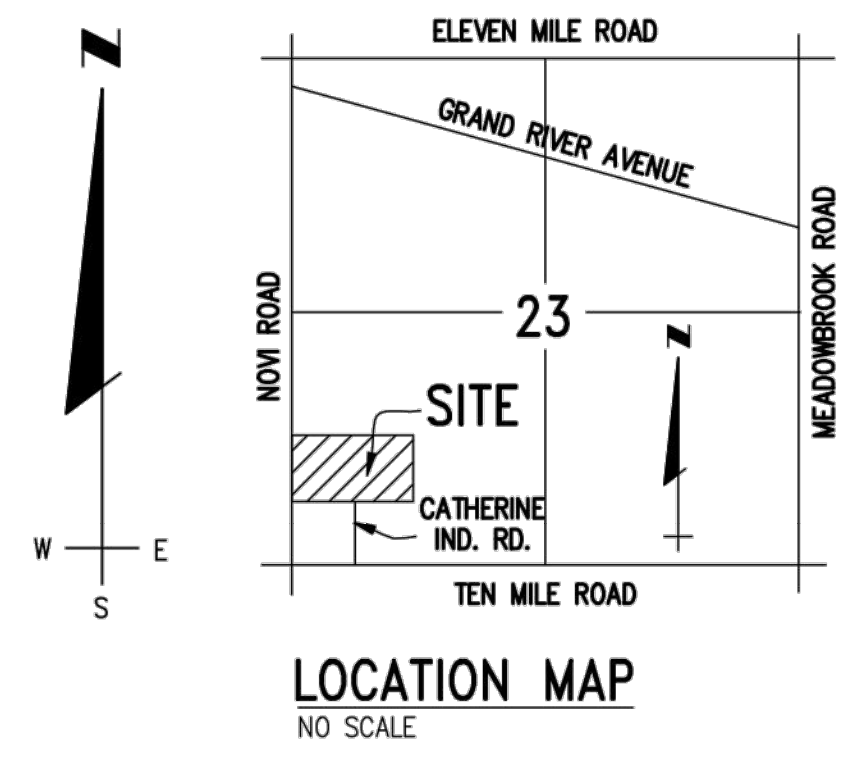 N
ELEVEN MILE ROAD
GRAND RIVER AVENUE
NOVI ROAD
MEADOWBROOK ROAD
23
N
SITE
CATHERINE
IND. RD.
W E
S
TEN MILE ROAD
LOCATION MAP
NO SCALE